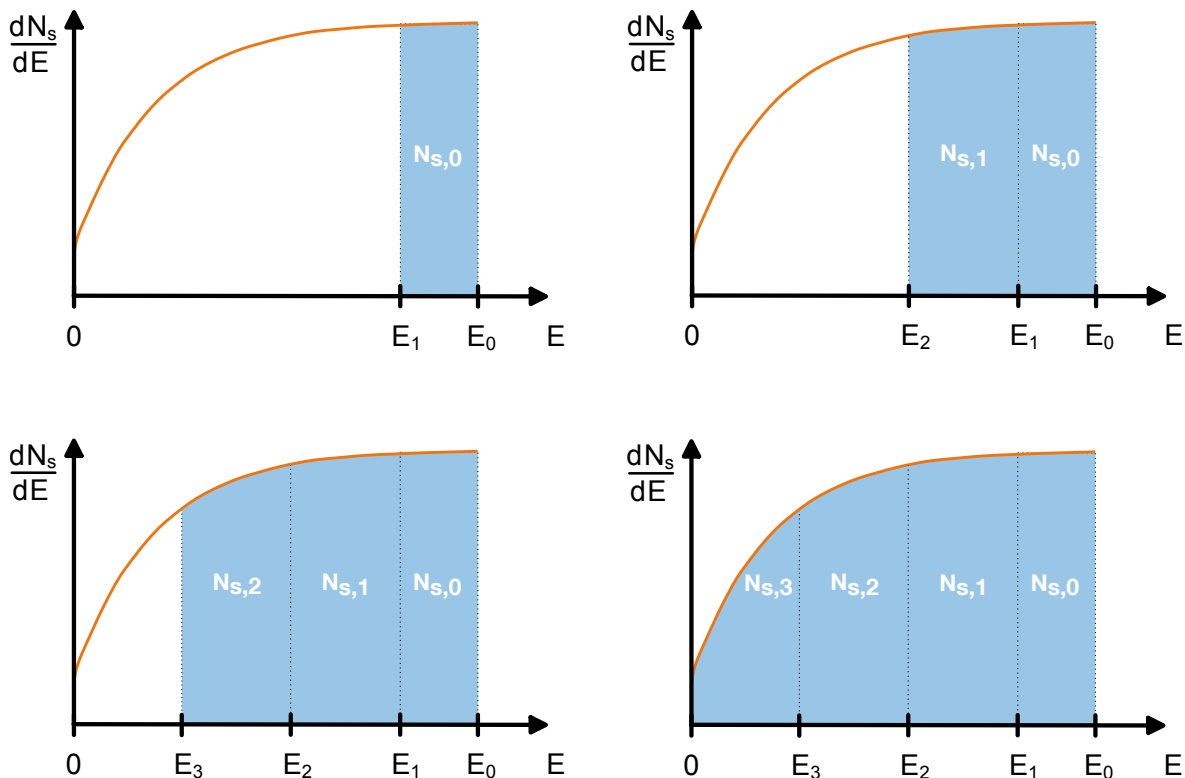 dNₛ
dE
Nₛ,₀
0
E₁
E₀
E
dNₛ
dE
Nₛ,₁
Nₛ,₀
0
E₂
E₁
E₀
E
dNₛ
dE
Nₛ,₂
Nₛ,₁
Nₛ,₀
0
E₃
E₂
E₁
E₀
E
dNₛ
dE
Nₛ,₃
Nₛ,₂
Nₛ,₁
Nₛ,₀
0
E₃
E₂
E₁
E₀
E